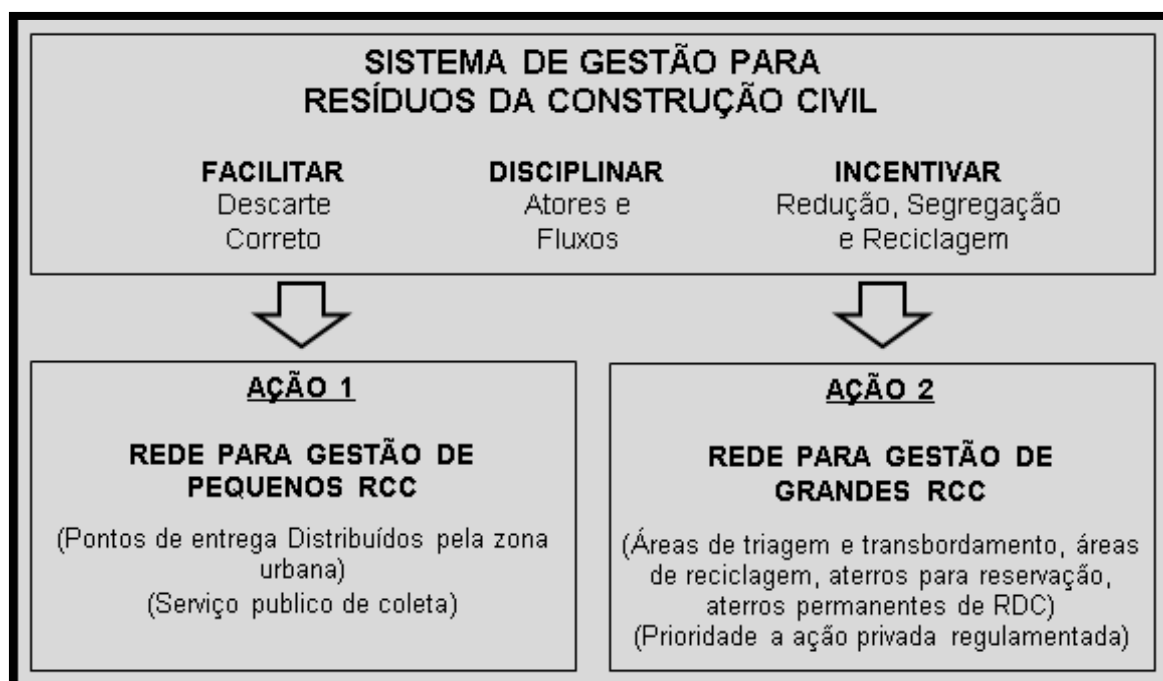 SISTEMA DE GESTÃO PARA
RESÍDUOS DA CONSTRUÇÃO CIVIL
FACILITAR
Descarte
Correto
DISCIPLINAR
Atores e
Fluxos
INCENTIVAR
Redução, Segregação
e Reciclagem
AÇÃO 1
REDE PARA GESTÃO DE
PEQUENOS RCC
(Pontos de entrega Distribuídos pela zona
urbana)
(Serviço publico de coleta)
AÇÃO 2
REDE PARA GESTÃO DE
GRANDES RCC
(Áreas de triagem e transbordamento, áreas
de reciclagem, aterros para reservação,
aterros permanentes de RDC)
(Prioridade a ação privada regulamentada)